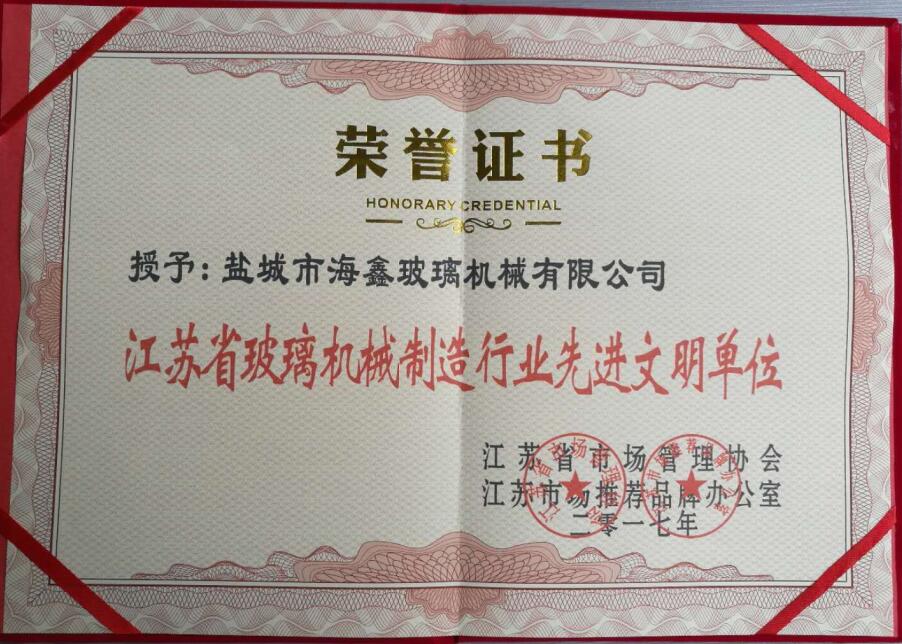 荣誉证书
HONORARY CREDENTIAL
授予：盐城市海鑫玻璃机械有限公司
江苏省玻璃机械制造行业先进文明单位
江苏省市场管理协会
江苏市场推荐品牌办公室
二零一七年